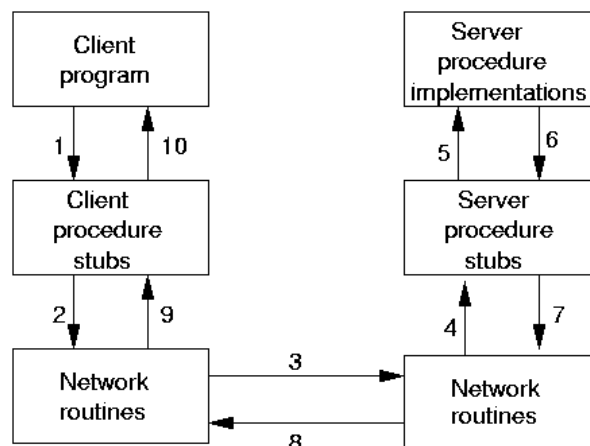 Client
program
Server
procedure
implementations
1
10
5
6
Client
procedure
stubs
Server
procedure
stubs
2
9
4
7
Network
routines
3
8
Network
routines